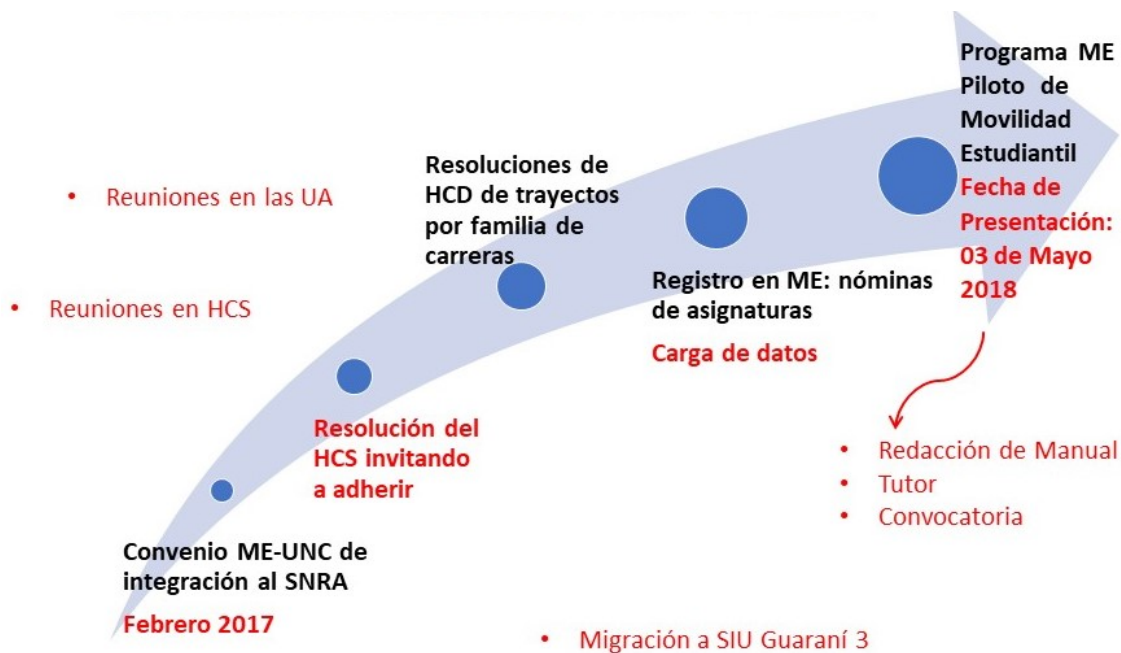 Programa ME
Piloto de
Movilidad
Estudiantil
Fecha de
Presentación:
03 de Mayo
2018
Resoluciones de
HCD de trayectos
por familia de
carreras
• Reuniones en las UA
Registro en ME: nóminas
de asignaturas
Carga de datos
• Reuniones en HCS
Resolución del
HCS invitando
a adherir
• Redacción de Manual
• Tutor
• Convocatoria
Convenio ME-UNC de
integración al SNRA
Febrero 2017
• Migración a SIU Guaraní 3